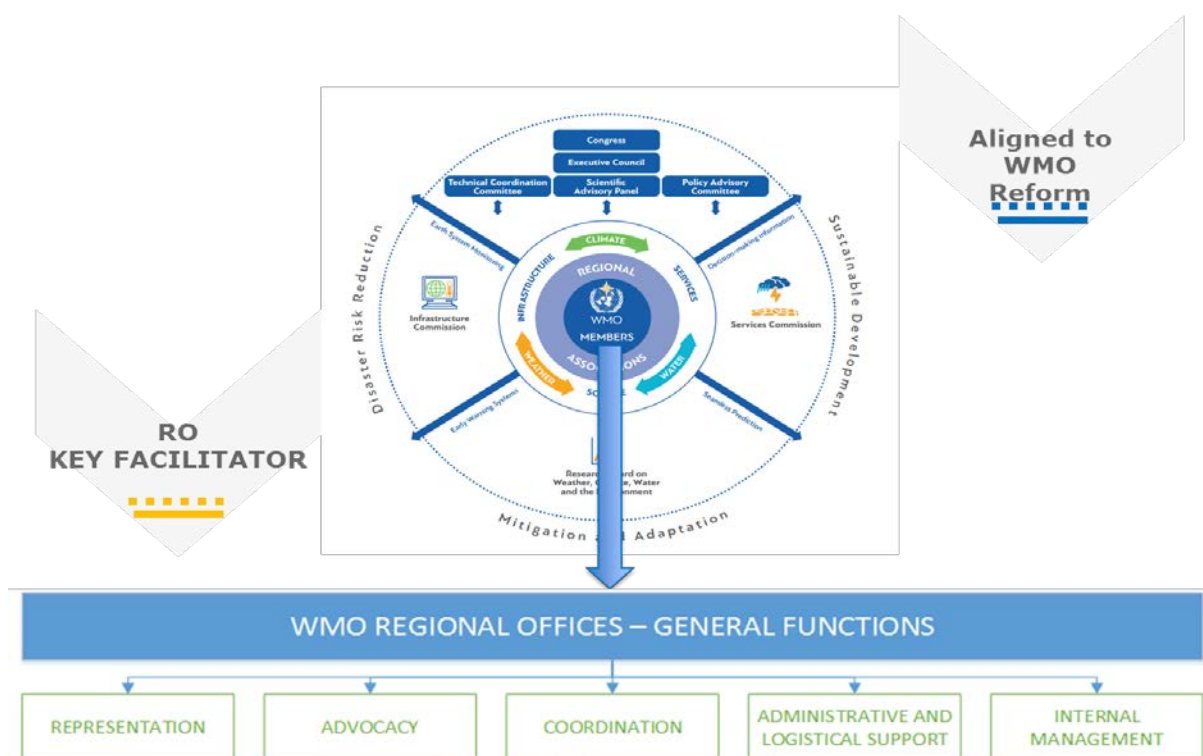 Aligned to
WMO
Reform
Congress
Executive Council
Technical Coordination
Committee
Scientific
Advisory Panel
Policy Advisory
Committee
Earth System Monitoring
Decision-making Information
Disaster Risk Reduction
Sustainable Development
CLIMATE
INFRASTRUCTURE
SERVICES
REGIONAL
WMO
MEMBERS
WEATHER
WATER
Infrastructure
Commission
Services Commission
Early Warning Systems
Seamless Prediction
Weather,
Water
and the
Mitigation
Adaptation
RO
KEY FACILITATOR
WMO REGIONAL OFFICES – GENERAL FUNCTIONS
REPRESENTATION
ADVOCACY
COORDINATION
ADMINISTRATIVE AND
LOGISTICAL SUPPORT
INTERNAL
MANAGEMENT